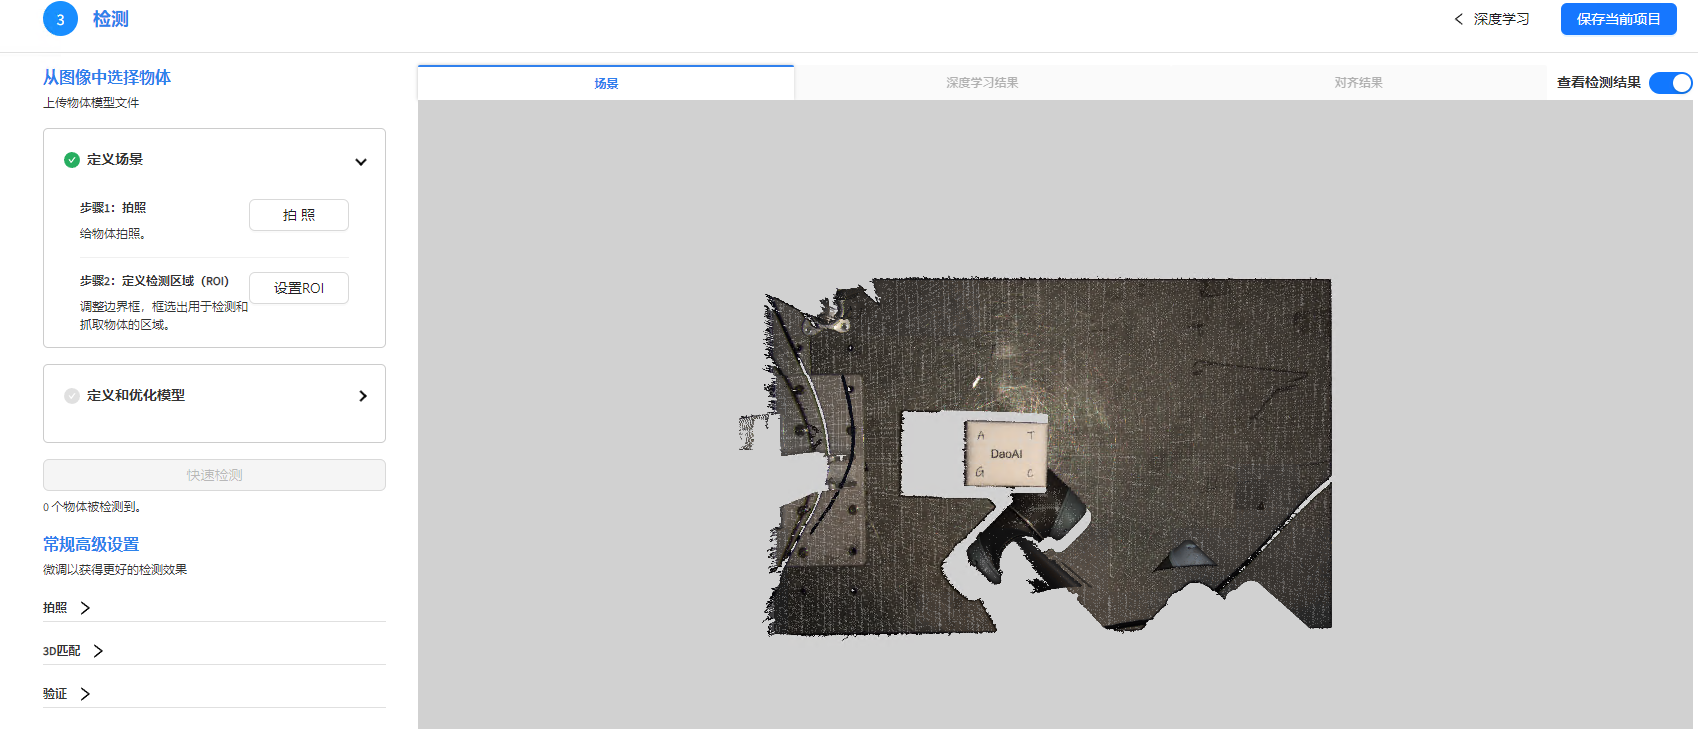 3 检测
深度学习
保存当前项目
从图像中选择物体
上传物体模型文件
定义场景
步骤1：拍照
给物体拍照。
拍 照
步骤2：定义检测区域（ROI）
调整边界框，框选出用于检测和
抓取物体的区域。
设置ROI
定义和优化模型
快速检测
0 个物体被检测到。
常规高级设置
微调以获得更好的检测效果
拍照
3D匹配
验证
场景
深度学习结果
对齐结果
查看检测结果
A T
DaoAI
G C